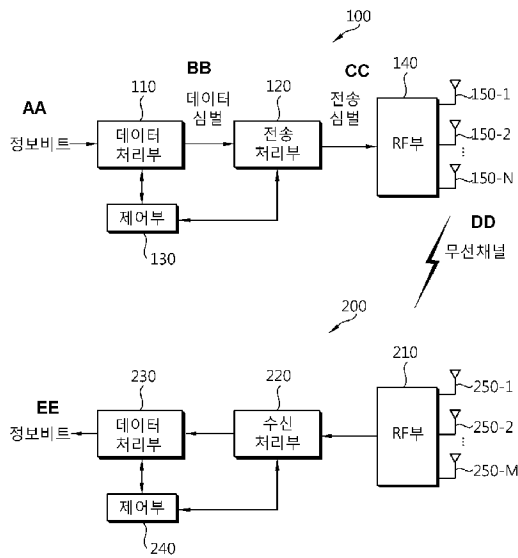 100
BB
CC
110
120
140
AA
데이터
심벌
전송
심벌
정보비트
데이터
처리부
전송
처리부
RF부
150-1
150-2
150-N
제어부
130
DD
무선채널
200
230
220
210
EE
정보비트
데이터
처리부
수신
처리부
RF부
250-1
250-2
250-M
제어부
240